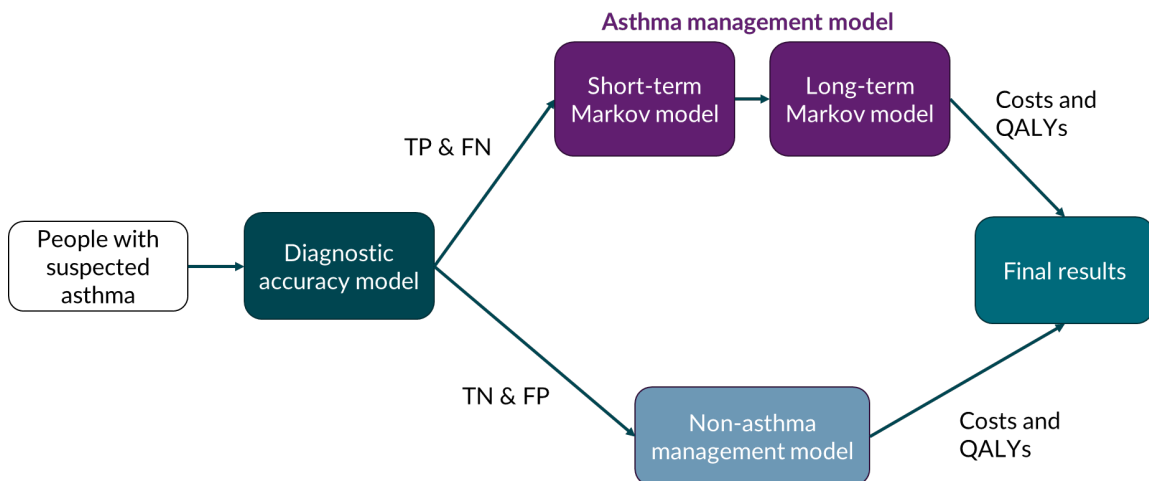 Asthma management model
Short-term
Markov model
Long-term
Markov model
Costs and
QALYs
TP & FN
People with
suspected
asthma
Diagnostic
accuracy model
Final results
TN & FP
Non-asthma
management model
Costs and
QALYs